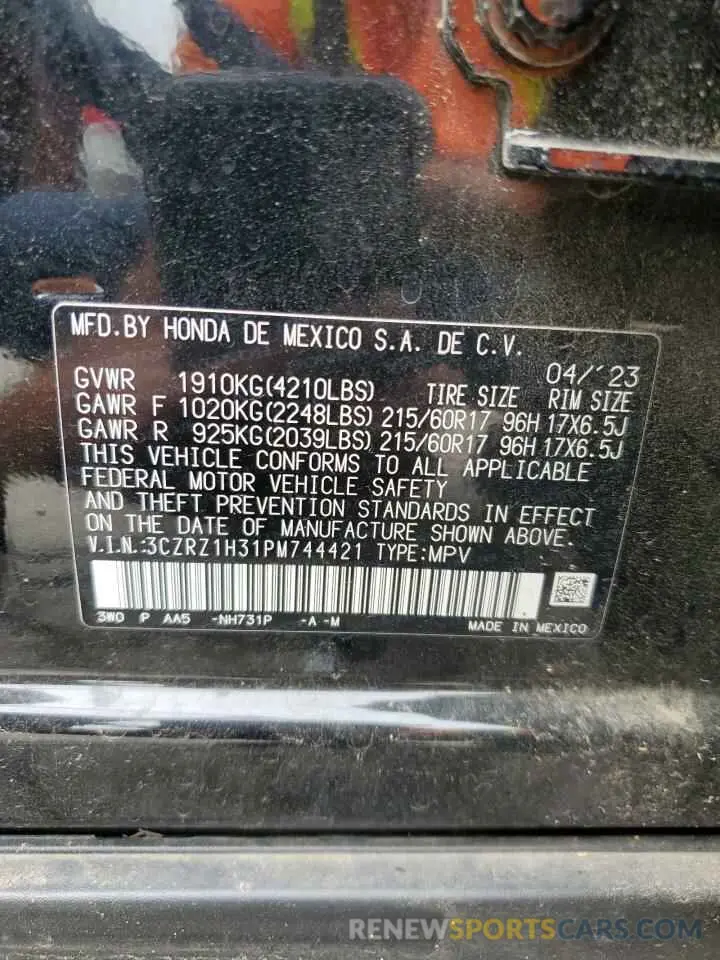 MFD.BY HONDA DE MEXICO S.A. DE C.V.
04/'23
GVWR 1910KG(4210LBS) TIRE SIZE RIM SIZE
GAWR F 1020KG(2248LBS) 215/60R17 96H 17X6.5J
GAWR R 925KG(2039LBS) 215/60R17 96H 17X6.5J
THIS VEHICLE CONFORMS TO ALL APPLICABLE
FEDERAL MOTOR VEHICLE SAFETY
AND THEFT PREVENTION STANDARDS IN EFFECT
ON THE DATE OF MANUFACTURE SHOWN ABOVE.
V.I.N.:3CZRZ1H31PM744421 TYPE:MPV
3W0 P AA5 -NH731P -A -M MADE IN MEXICO
RENEWSPORTSCARS.COM